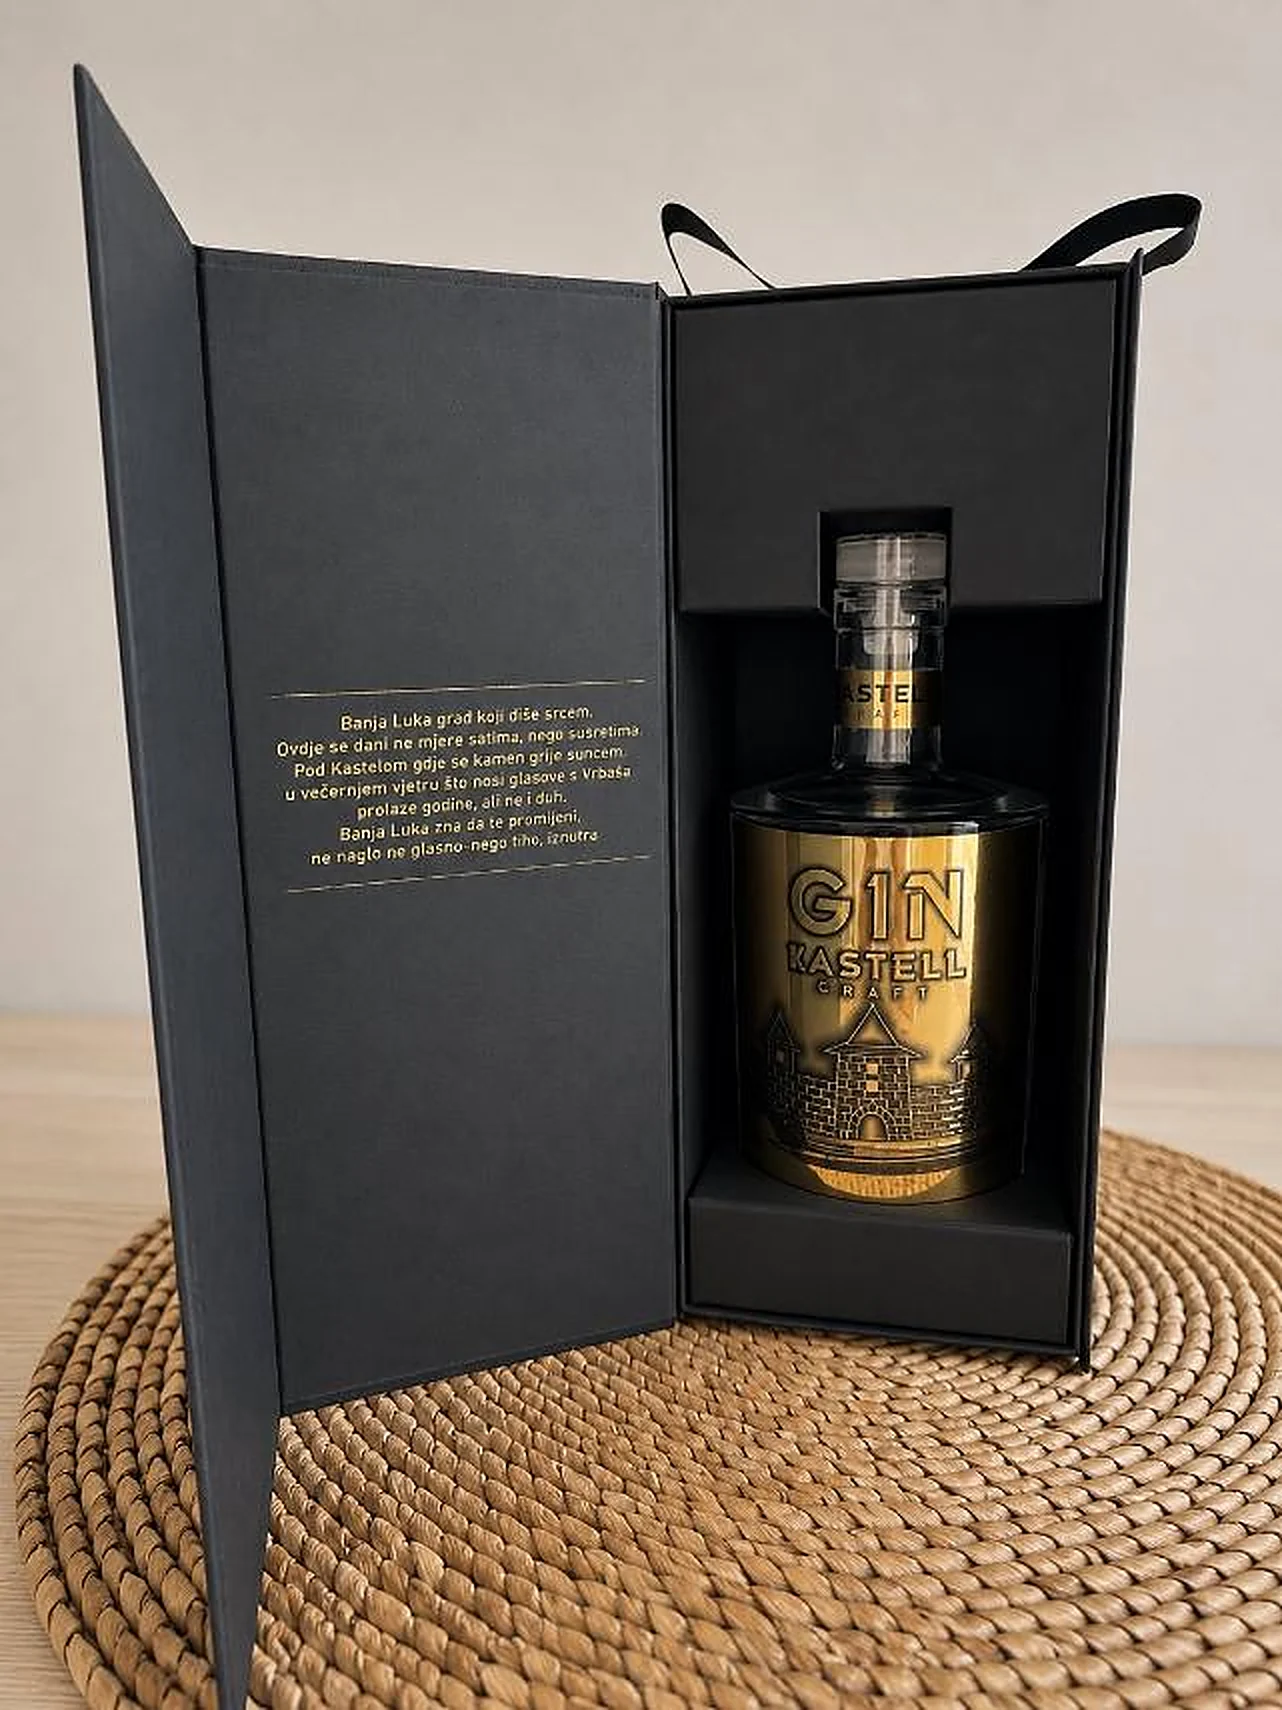 Banja Luka grad koji diše srcem.
Ovdje se dani ne mjere satima, nego susretima.
Pod Kastelom gdje se kamen grije suncem,
u večernjem vjetru što nosi glasove s Vrbasa
prolaze godine, ali ne i duh.
Banja Luka zna da te promijeni,
ne naglo ne glasno-nego tiho, iznutra.
KASTELL
CRAFT
G1N
KASTELL
CRAFT